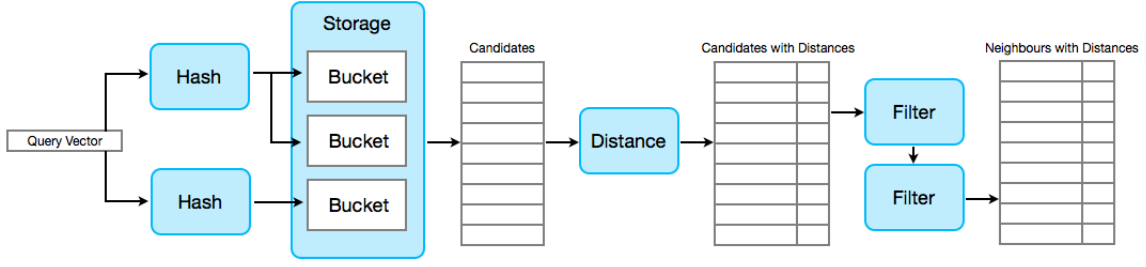 Query Vector
Hash
Hash
Storage
Bucket
Bucket
Bucket
Candidates
Distance
Candidates with Distances
Filter
Filter
Neighbours with Distances